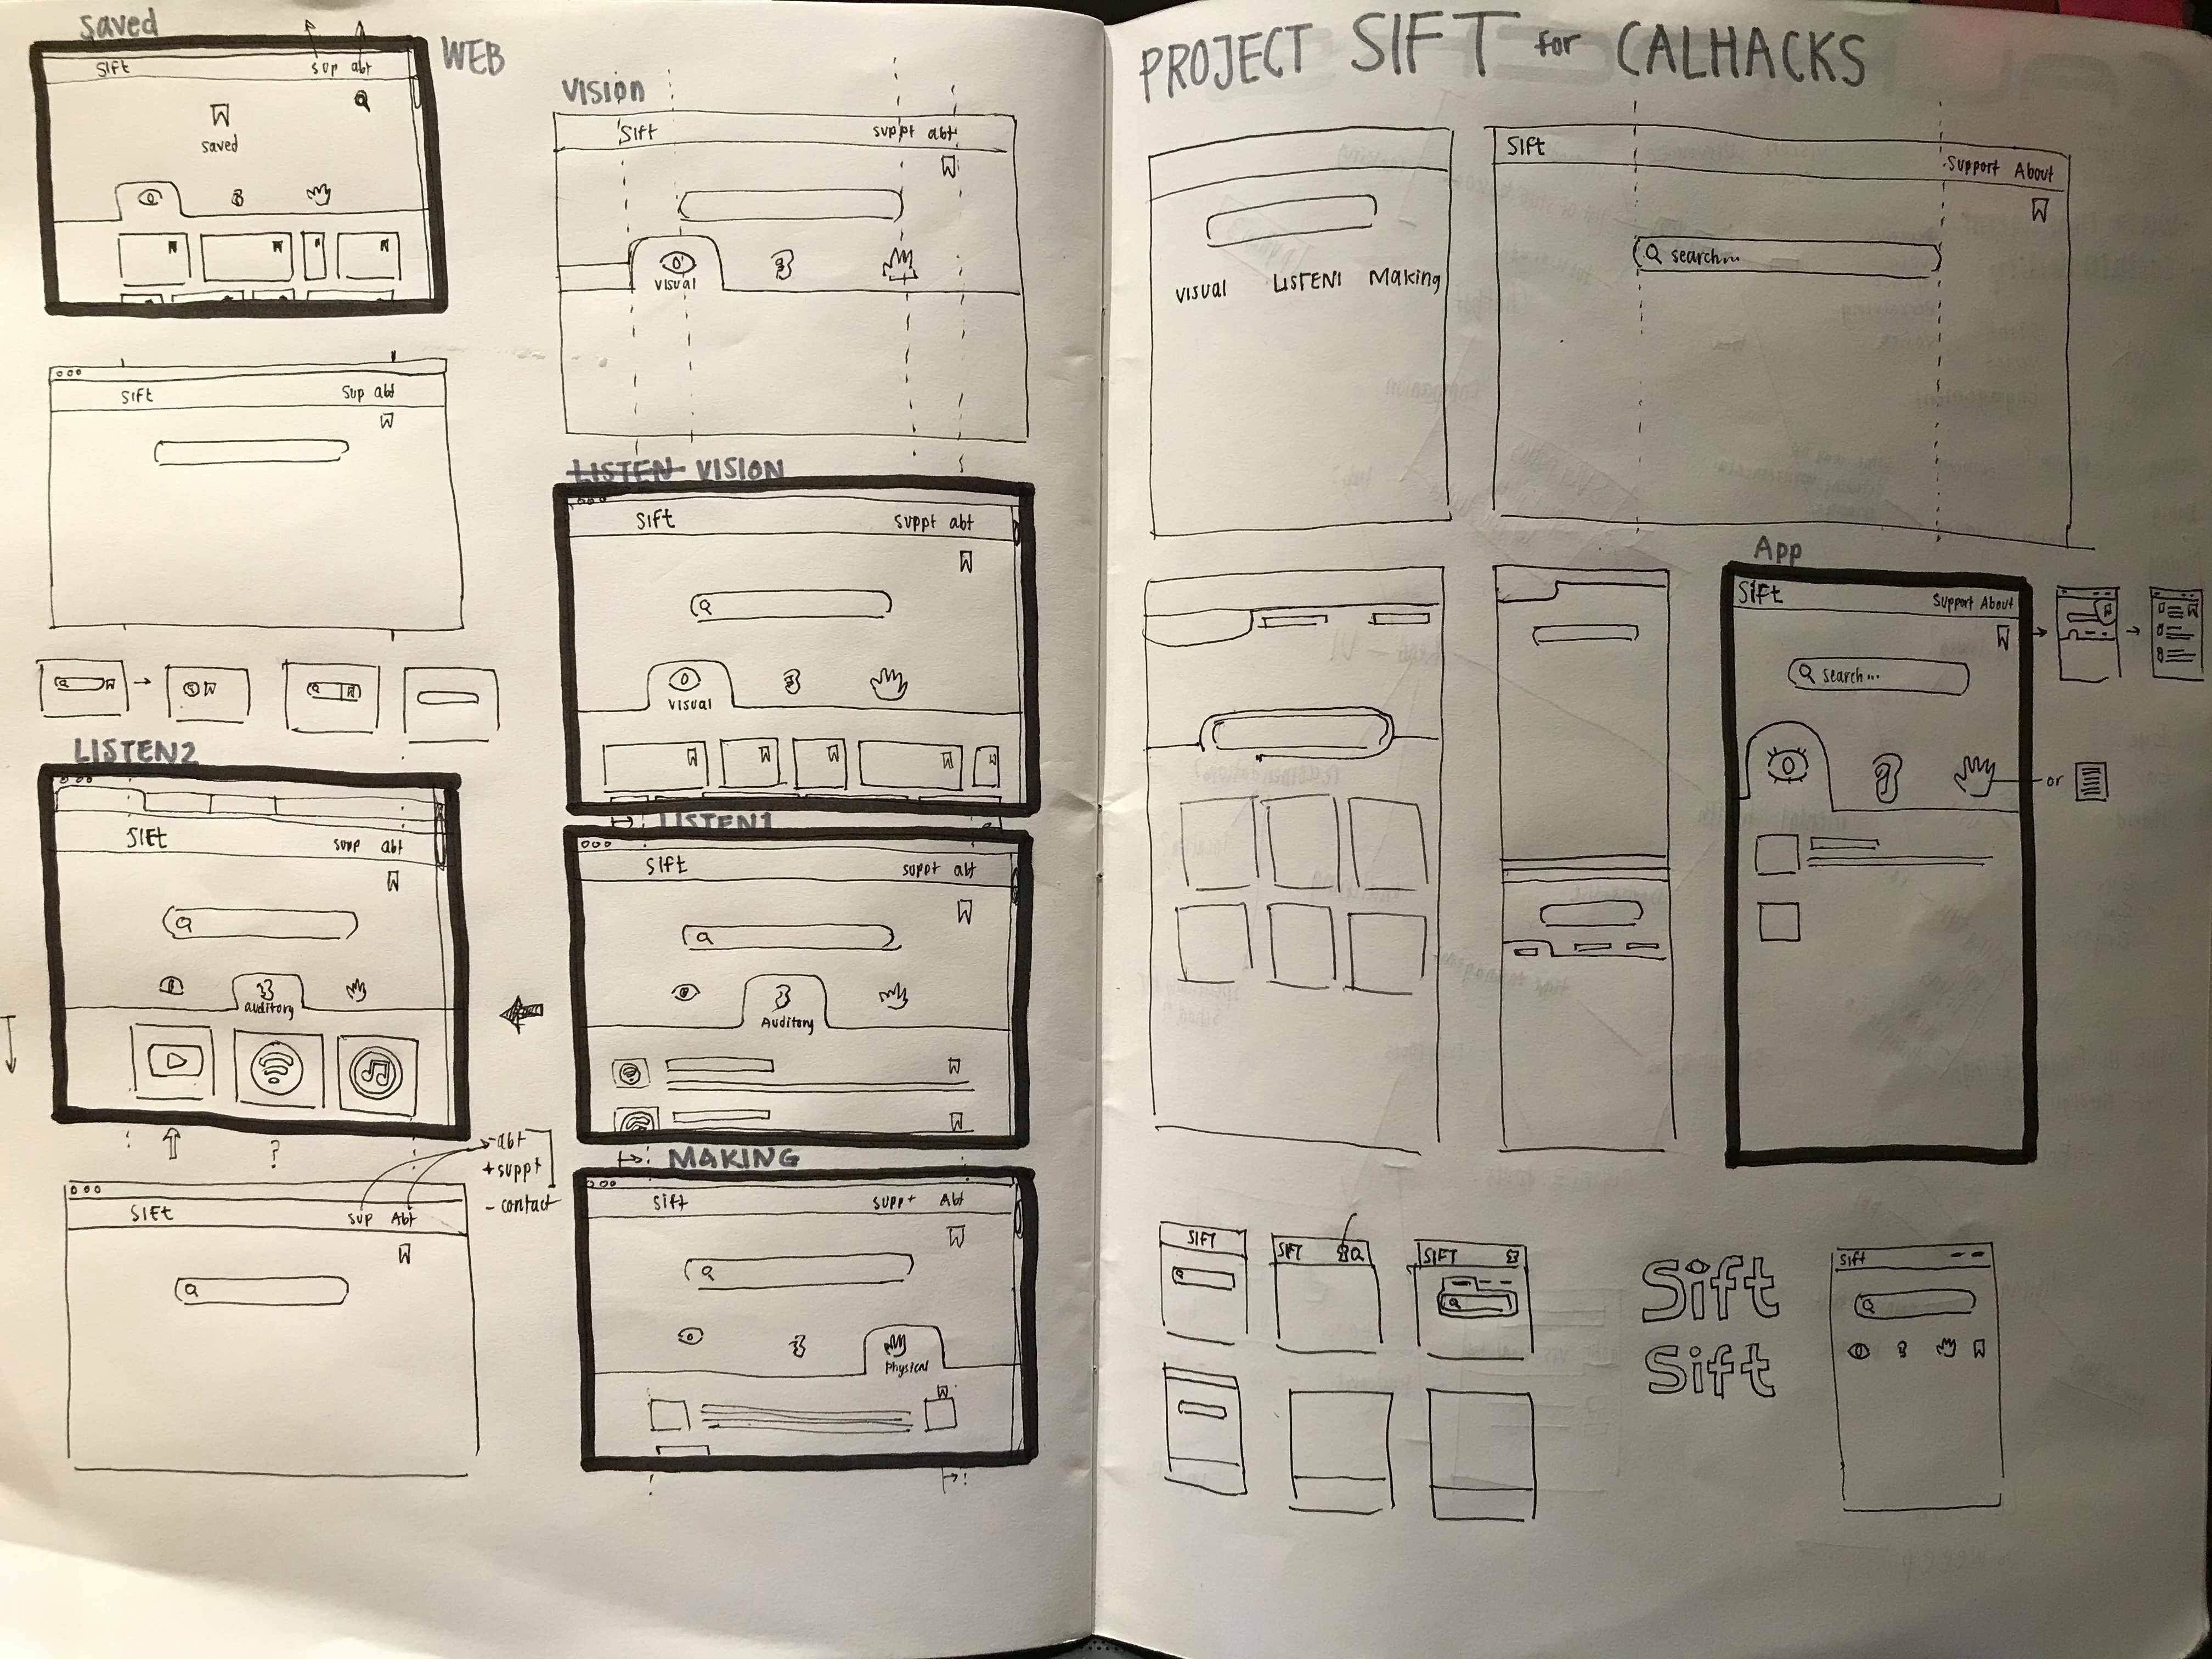 saved
WEB
Sift
sup abt
saved
Vision
Sift
suppt abt
visual
Sift
Sup abt
LISTEN VISION
Sift
suppt abt
visual
LISTEN2
Sift
supp abt
auditory
LISTEN1
Sift
suppt abt
Auditory
?
- abt
+ suppt
- contact
Sift
sup Abt
MAKING
Sift
suppt Abt
Physical
PROJECT SIFT for CALHACKS
visual LISTEN1 Making
Sift
Support About
search...
App
Sift
Support About
search...
or
SIFT
SIFT
SIFT
Sift
Sift
Sift